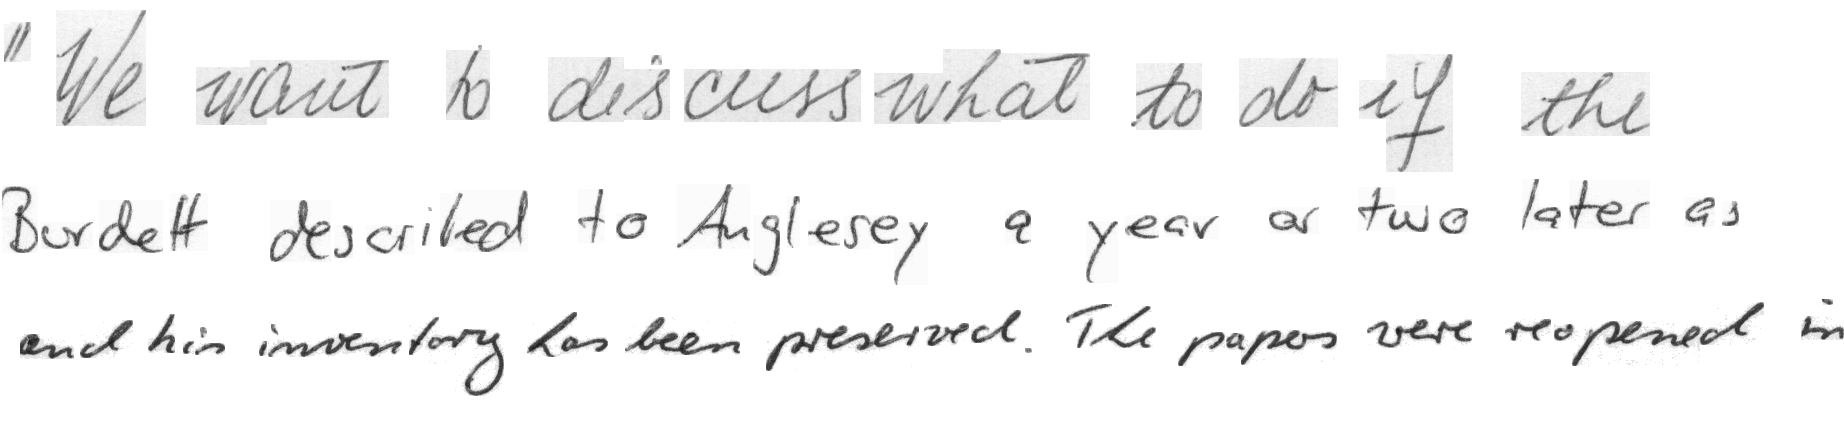 "We want to discuss what to do if the
Burdett described to Anglesey a year or two later as
and his inventory has been preserved. The papers were reopened in